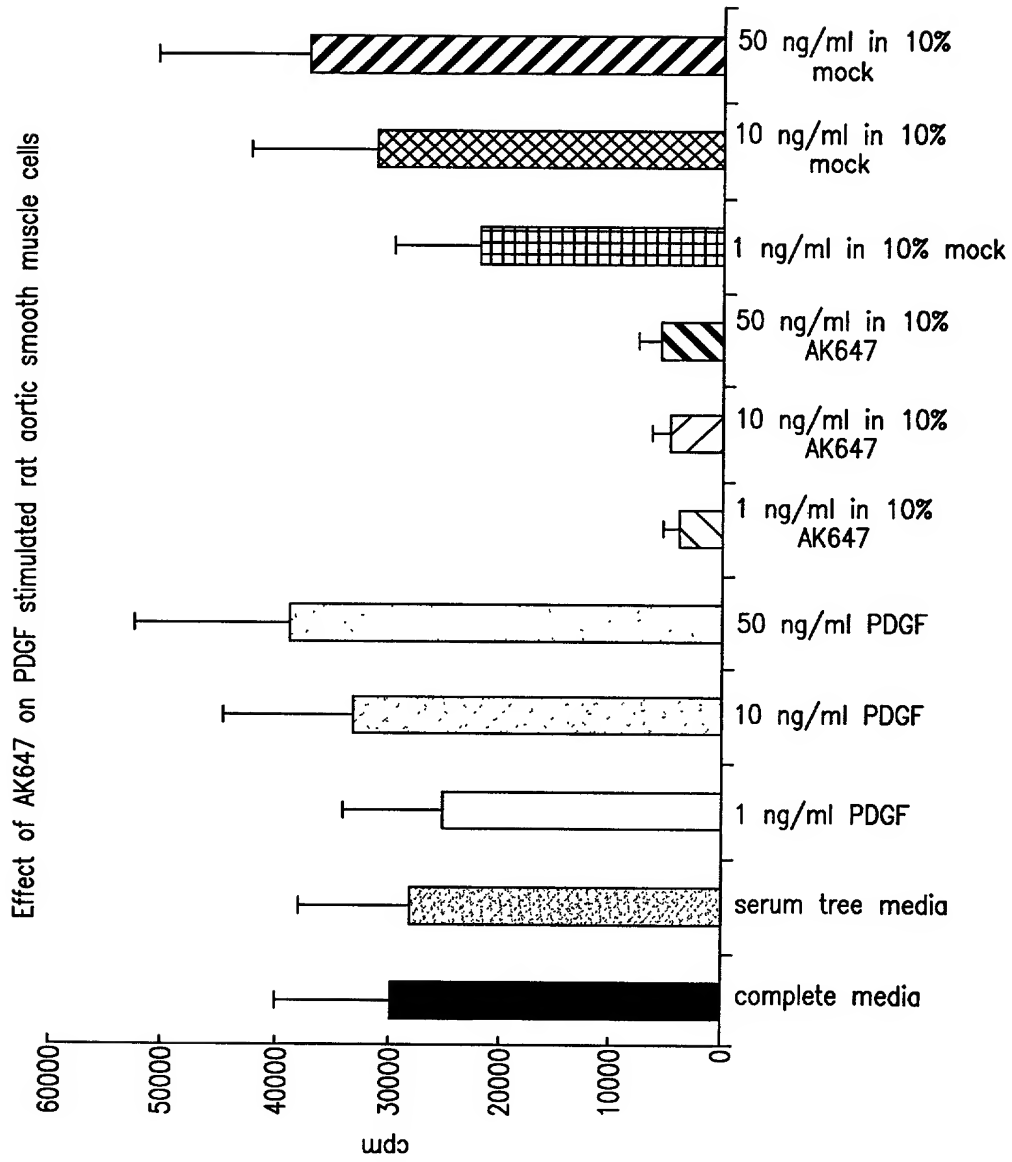 Effect of AK647 on PDGF stimulated rat aortic smooth muscle cells
cpm
60000
50000
40000
30000
20000
10000
0
complete media
serum tree media
1 ng/ml PDGF
10 ng/ml PDGF
50 ng/ml PDGF
1 ng/ml in 10%
AK647
10 ng/ml in 10%
AK647
50 ng/ml in 10%
AK647
1 ng/ml in 10% mock
10 ng/ml in 10%
mock
50 ng/ml in 10%
mock